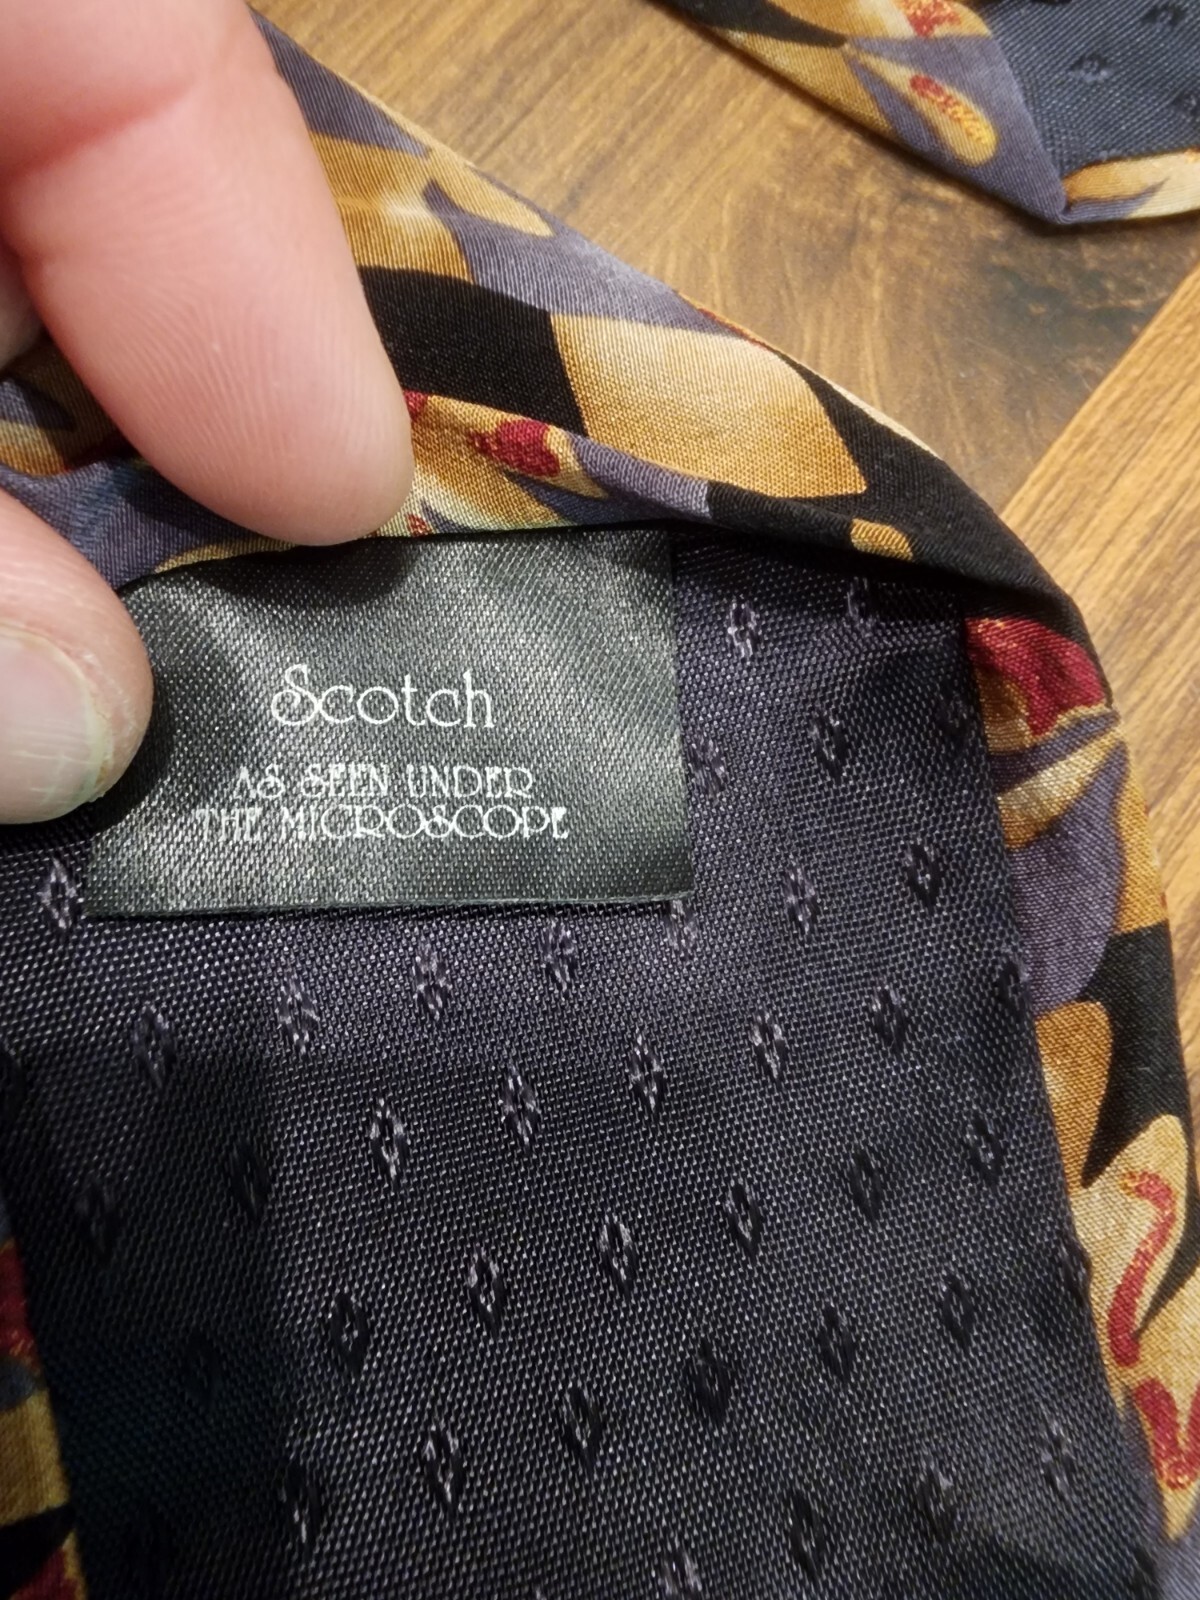 Scotch
AS SEEN UNDER
THE MICROSCOPE